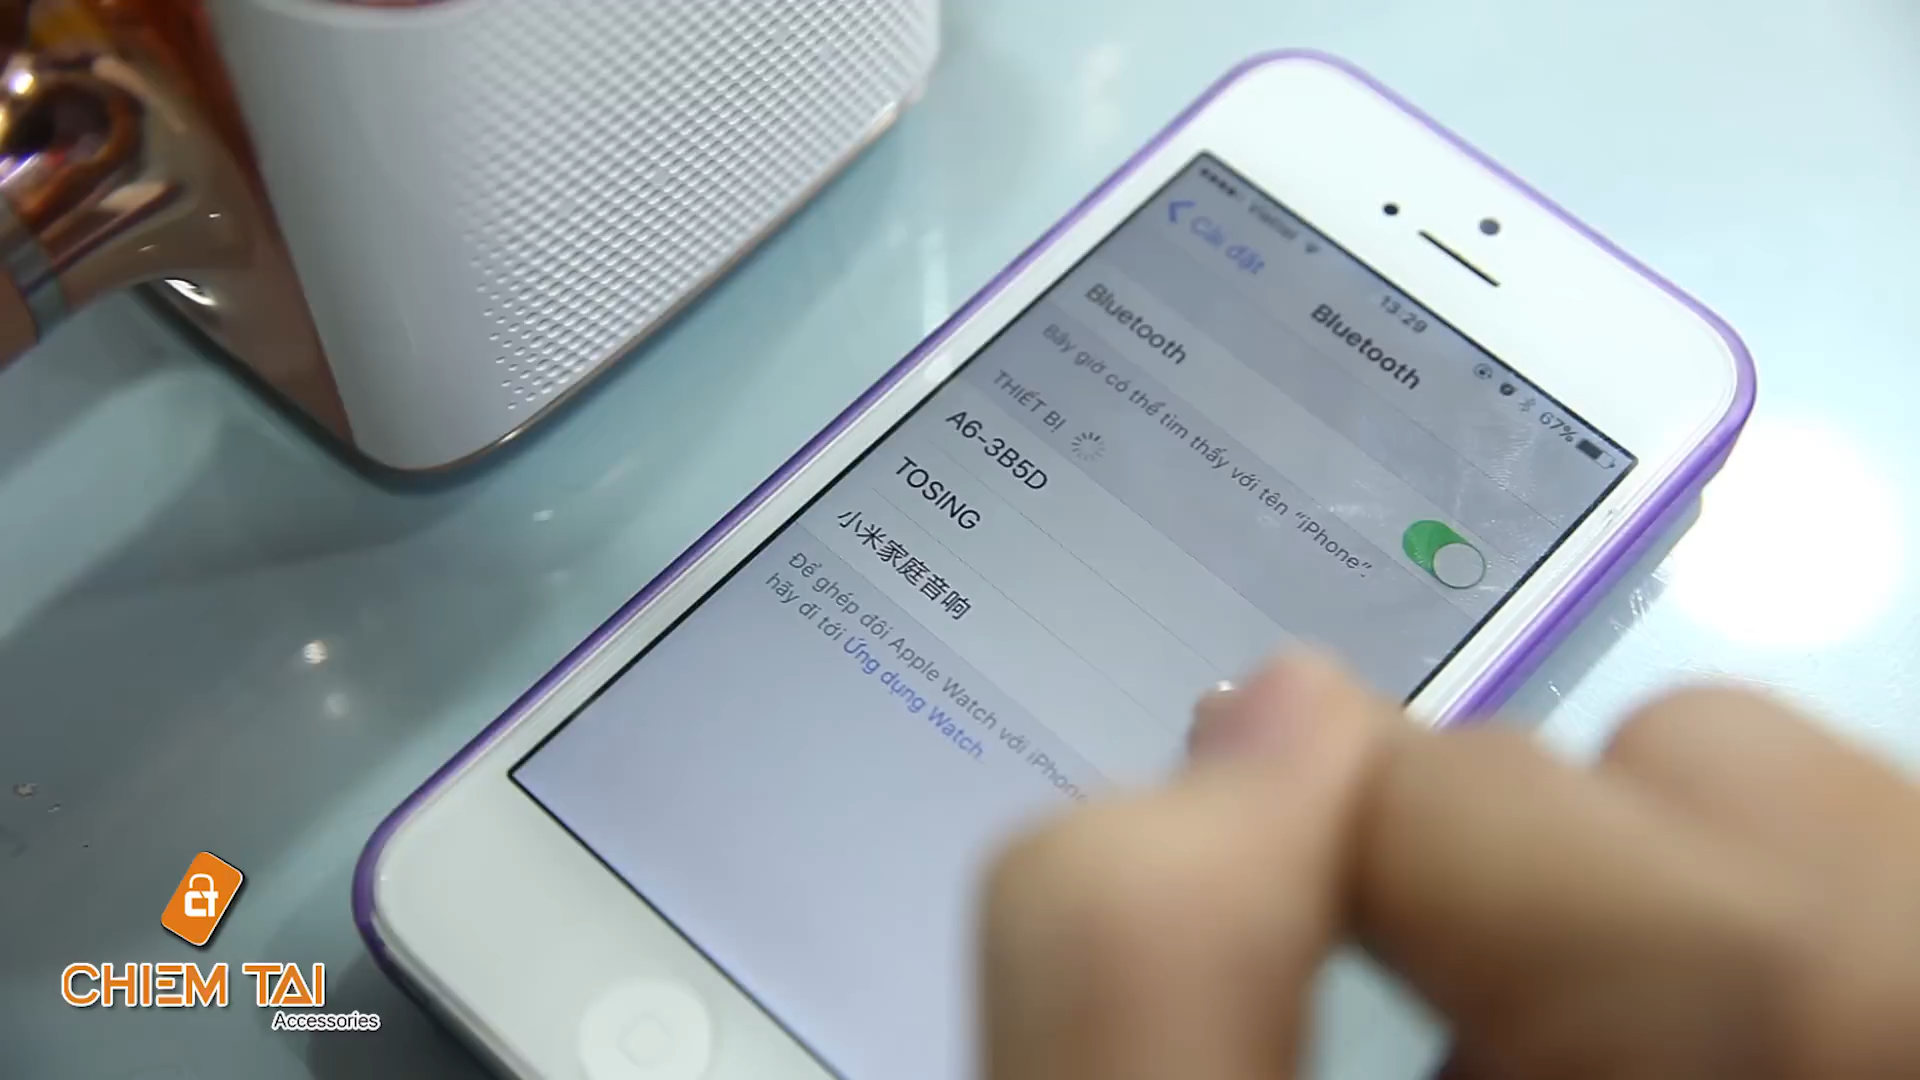 Viettel
13:29
67%
Cài đặt
Bluetooth
Bluetooth
Bây giờ có thể tìm thấy với tên “iPhone”.
THIẾT BỊ
A6-3B5D
TOSING
小米家庭音响
Để ghép đôi Apple Watch với iPhone
hãy đi tới Ứng dụng Watch.
CT
CHIEM TAI
Accessories